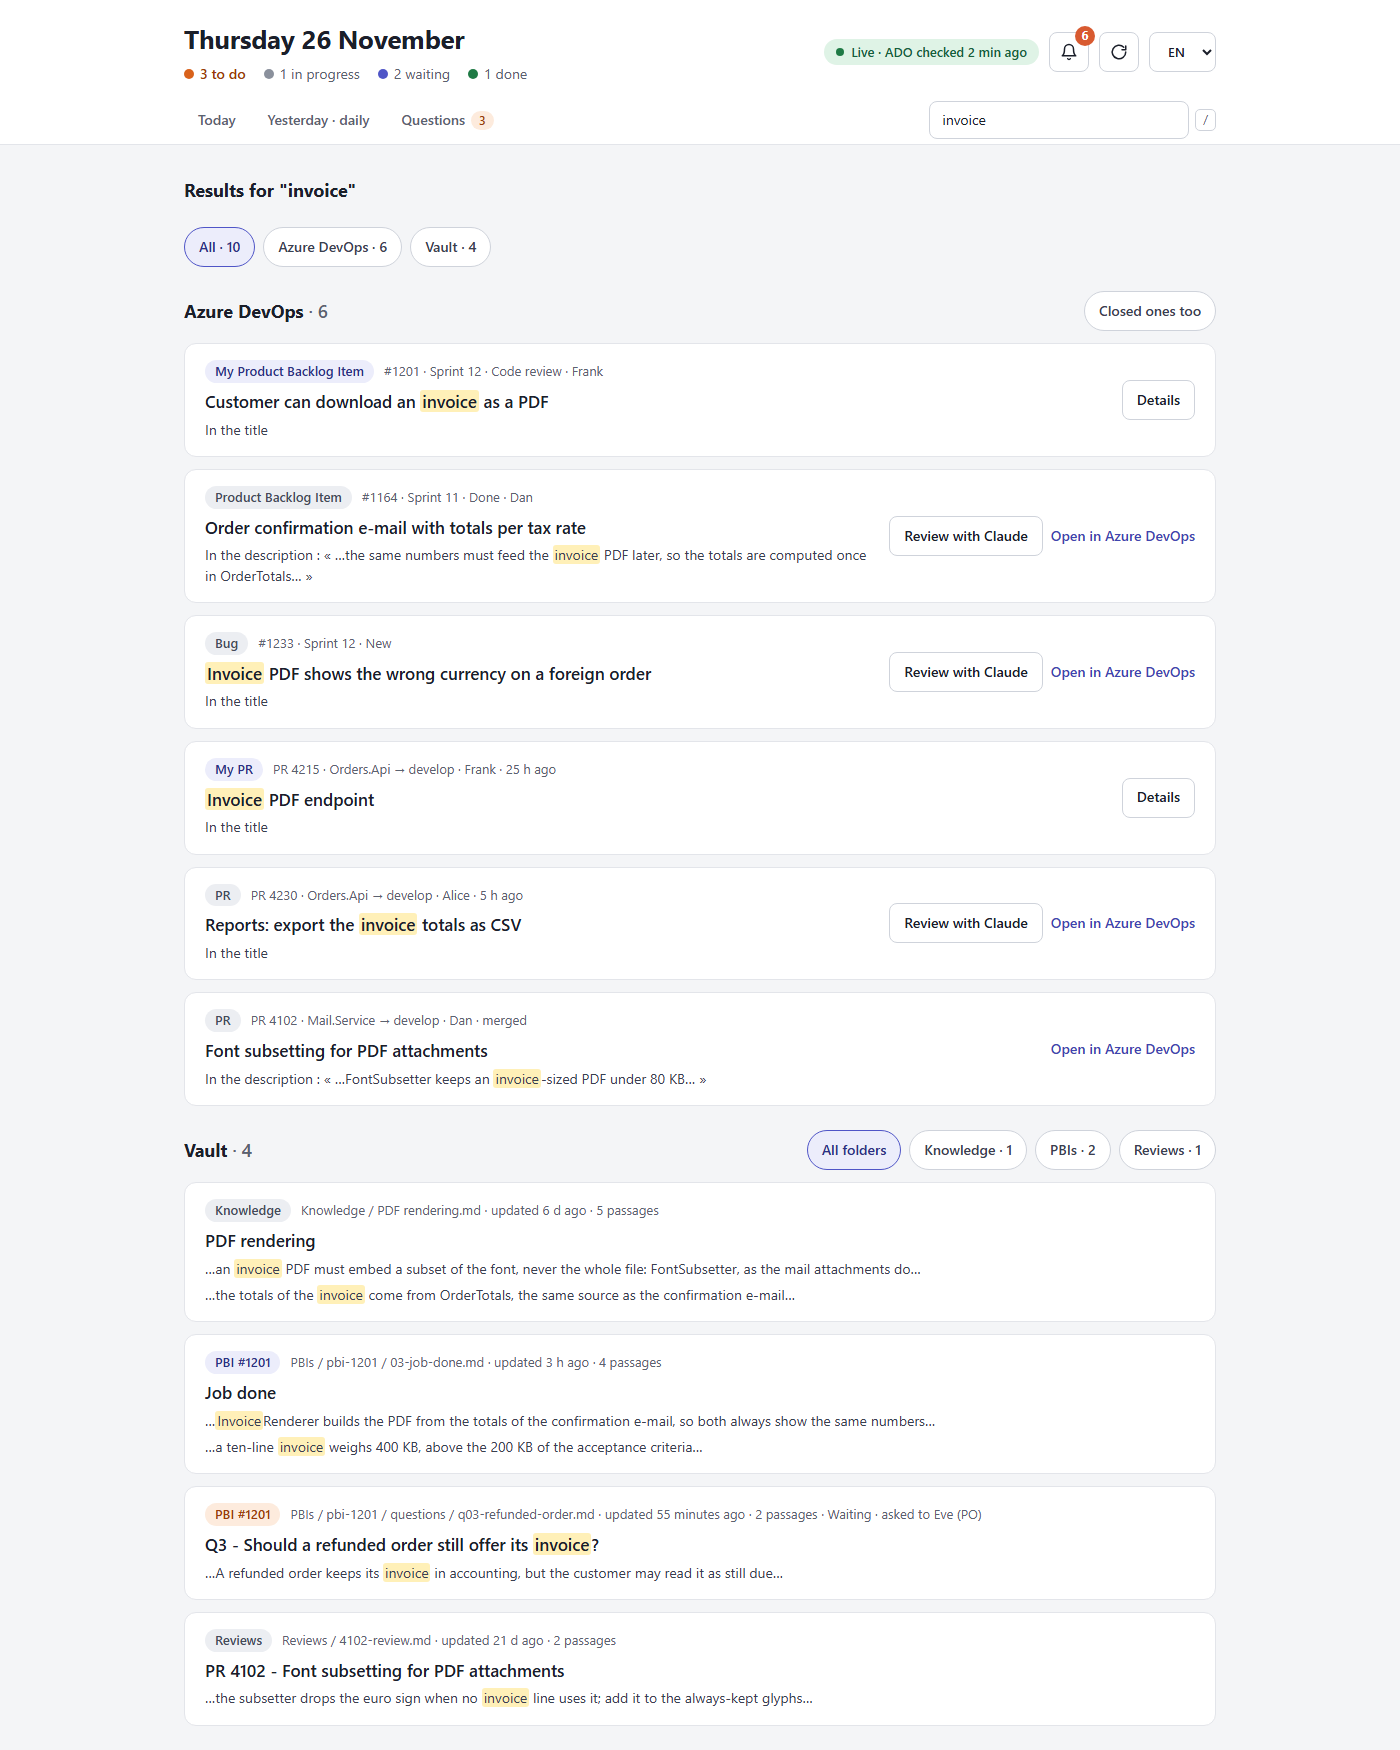 Thursday 26 November
3 to do 1 in progress 2 waiting 1 done
Live · ADO checked 2 min ago
6
EN
Today Yesterday · daily Questions 3
invoice
/
Results for "invoice"
All · 10 Azure DevOps · 6 Vault · 4
Azure DevOps · 6
Closed ones too
My Product Backlog Item #1201 · Sprint 12 · Code review · Frank
Customer can download an invoice as a PDF
In the title
Details
Product Backlog Item #1164 · Sprint 11 · Done · Dan
Order confirmation e-mail with totals per tax rate
In the description : « …the same numbers must feed the invoice PDF later, so the totals are computed once
in OrderTotals… »
Review with Claude Open in Azure DevOps
Bug #1233 · Sprint 12 · New
Invoice PDF shows the wrong currency on a foreign order
In the title
Review with Claude Open in Azure DevOps
My PR PR 4215 · Orders.Api → develop · Frank · 25 h ago
Invoice PDF endpoint
In the title
Details
PR PR 4230 · Orders.Api → develop · Alice · 5 h ago
Reports: export the invoice totals as CSV
In the title
Review with Claude Open in Azure DevOps
PR PR 4102 · Mail.Service → develop · Dan · merged
Font subsetting for PDF attachments
In the description : « …FontSubsetter keeps an invoice-sized PDF under 80 KB… »
Open in Azure DevOps
Vault · 4
All folders Knowledge · 1 PBIs · 2 Reviews · 1
Knowledge Knowledge / PDF rendering.md · updated 6 d ago · 5 passages
PDF rendering
…an invoice PDF must embed a subset of the font, never the whole file: FontSubsetter, as the mail attachments do…
…the totals of the invoice come from OrderTotals, the same source as the confirmation e-mail…
PBI #1201 PBIs / pbi-1201 / 03-job-done.md · updated 3 h ago · 4 passages
Job done
…InvoiceRenderer builds the PDF from the totals of the confirmation e-mail, so both always show the same numbers…
…a ten-line invoice weighs 400 KB, above the 200 KB of the acceptance criteria…
PBI #1201 PBIs / pbi-1201 / questions / q03-refunded-order.md · updated 55 minutes ago · 2 passages · Waiting · asked to Eve (PO)
Q3 - Should a refunded order still offer its invoice?
…A refunded order keeps its invoice in accounting, but the customer may read it as still due…
Reviews Reviews / 4102-review.md · updated 21 d ago · 2 passages
PR 4102 - Font subsetting for PDF attachments
…the subsetter drops the euro sign when no invoice line uses it; add it to the always-kept glyphs…